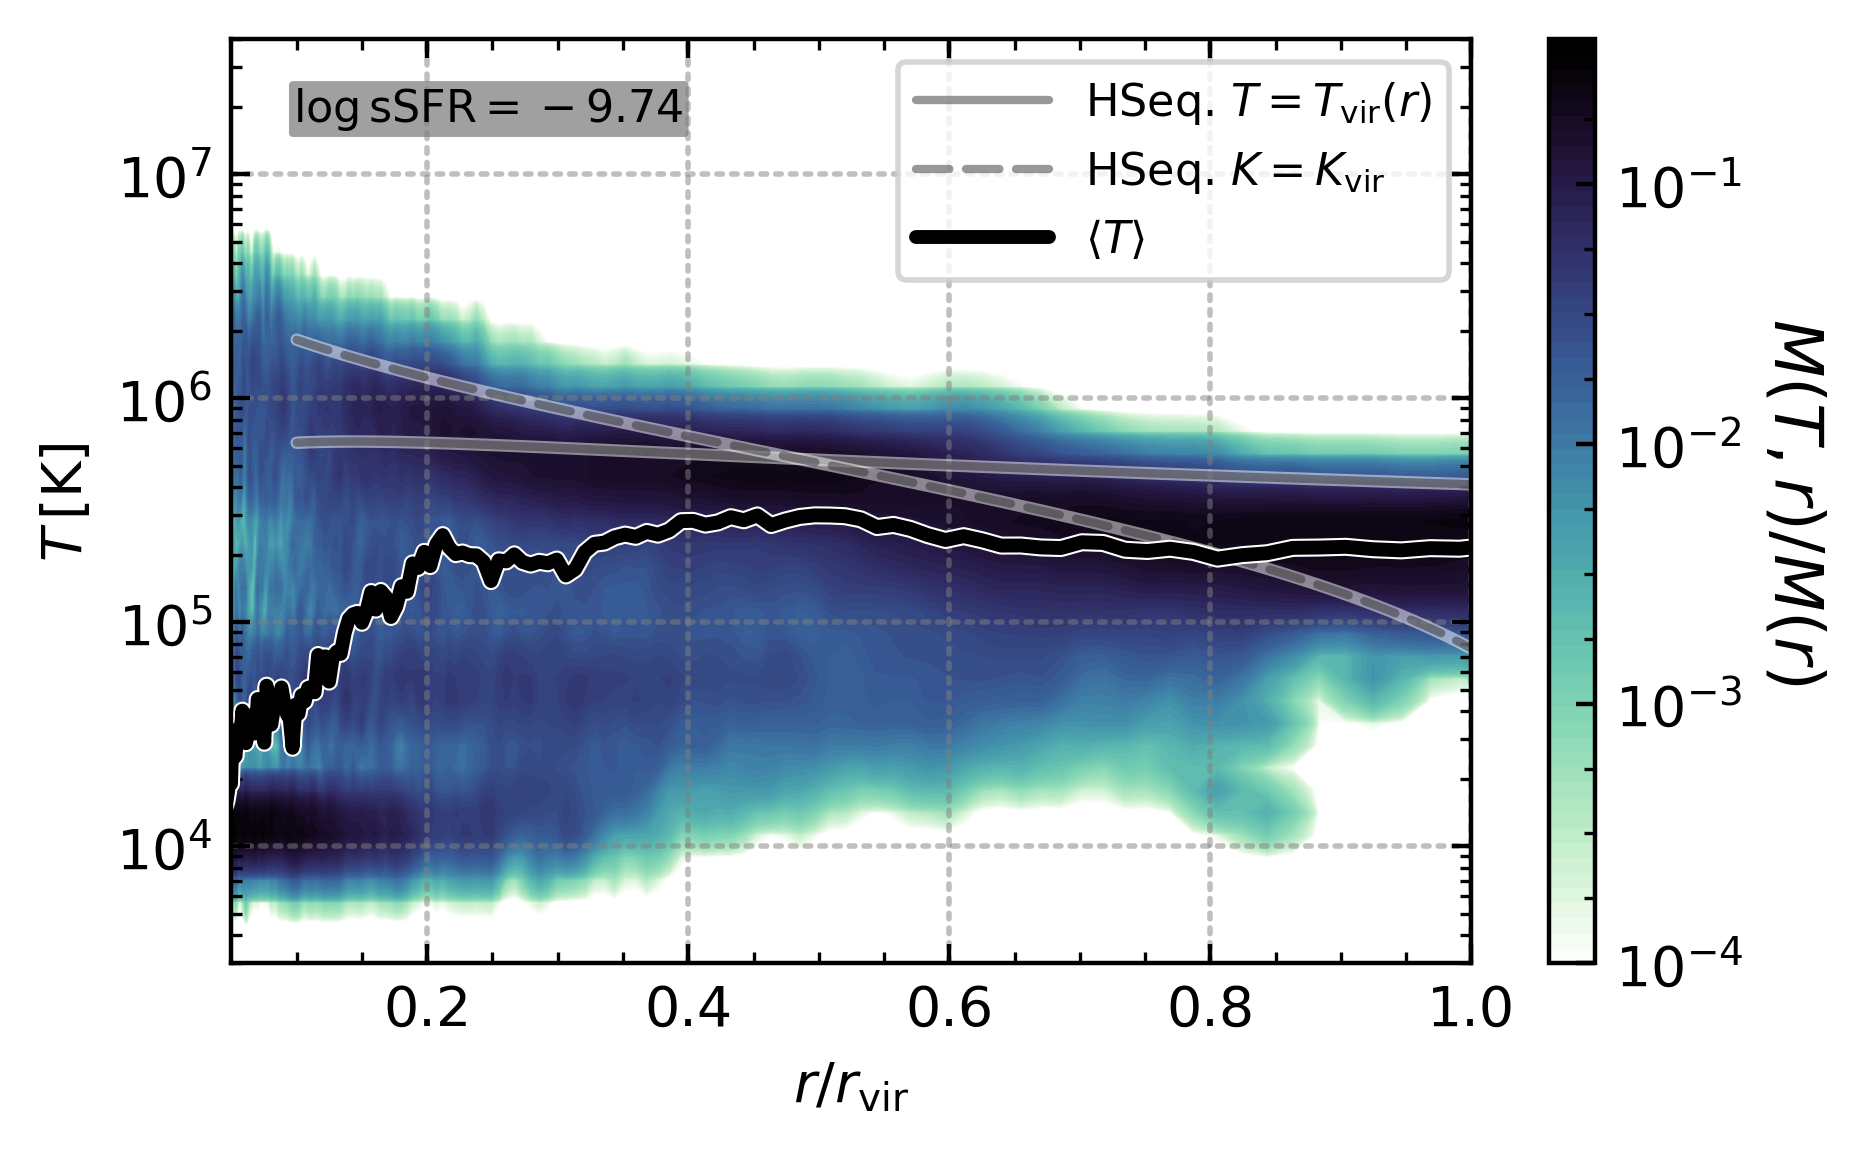 log sSFR = −9.74
HSeq. T = T_vir(r)
HSeq. K = K_vir
⟨T⟩
T [K]
10^7
10^6
10^5
10^4
0.2 0.4 0.6 0.8 1.0
r/r_vir
10^−1
10^−2
10^−3
10^−4
M(T, r)/M(r)